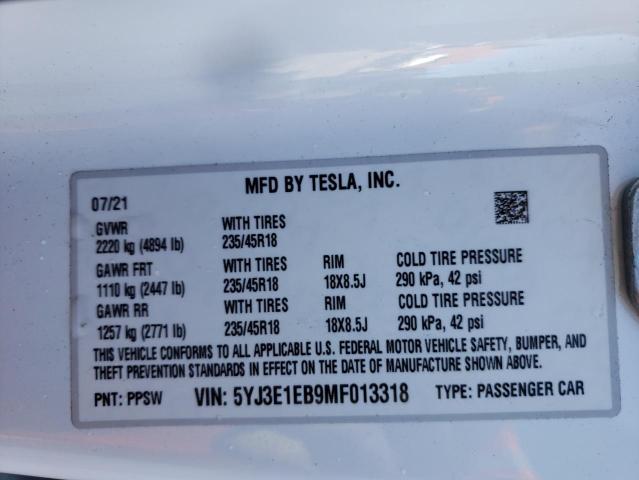 MFD BY TESLA, INC.
07/21
GVWR WITH TIRES
2220 kg (4894 lb) 235/45R18
GAWR FRT WITH TIRES RIM COLD TIRE PRESSURE
1110 kg (2447 lb) 235/45R18 18X8.5J 290 kPa, 42 psi
GAWR RR WITH TIRES RIM COLD TIRE PRESSURE
1257 kg (2771 lb) 235/45R18 18X8.5J 290 kPa, 42 psi
THIS VEHICLE CONFORMS TO ALL APPLICABLE U.S. FEDERAL MOTOR VEHICLE SAFETY, BUMPER, AND
THEFT PREVENTION STANDARDS IN EFFECT ON THE DATE OF MANUFACTURE SHOWN ABOVE.
PNT: PPSW VIN: 5YJ3E1EB9MF013318 TYPE: PASSENGER CAR